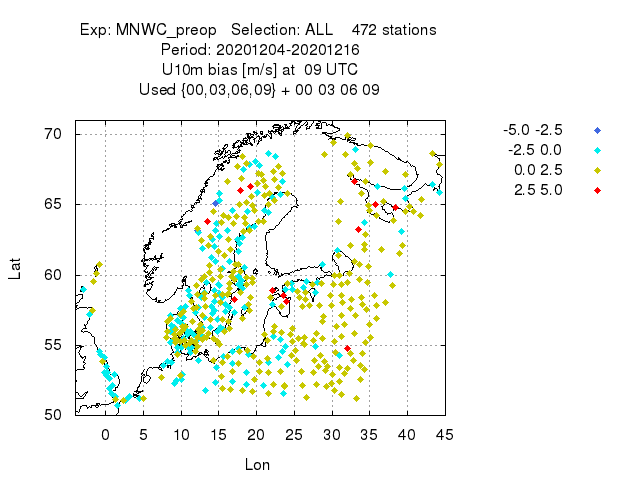 Exp: MNWC_preop   Selection: ALL    472 stations
Period: 20201204-20201216
U10m bias [m/s] at  09 UTC
Used {00,03,06,09} + 00 03 06 09
-5.0 -2.5
-2.5 0.0
0.0 2.5
2.5 5.0
70
65
60
55
50
Lat
0 5 10 15 20 25 30 35 40 45
Lon